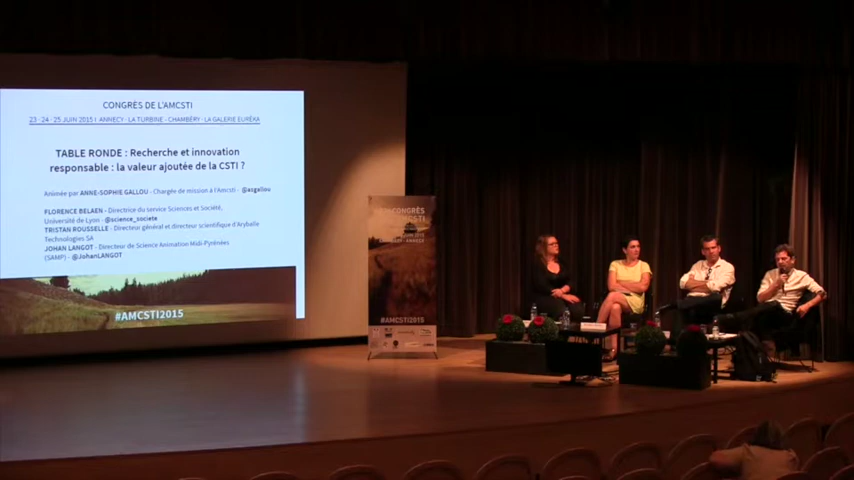 CONGRÈS DE L'AMCSTI
23 - 24 - 25 JUIN 2015 I ANNECY - LA TURBINE - CHAMBÉRY - LA GALERIE EURÊKA
TABLE RONDE : Recherche et innovation
responsable : la valeur ajoutée de la CSTI ?
Animée par ANNE-SOPHIE GALLOU - Chargée de mission à l'Amcsti - @asgallou
FLORENCE BELAEN - Directrice du service Sciences et Société,
Université de Lyon - @science_societe
TRISTAN ROUSSELLE - Directeur général et directeur scientifique d'Aryballe
Technologies SA
JOHAN LANGOT - Directeur de Science Animation Midi-Pyrénées
(SAMP) - @JohanLANGOT
#AMCSTI2015
CONGRÈS
#AMCSTI2015